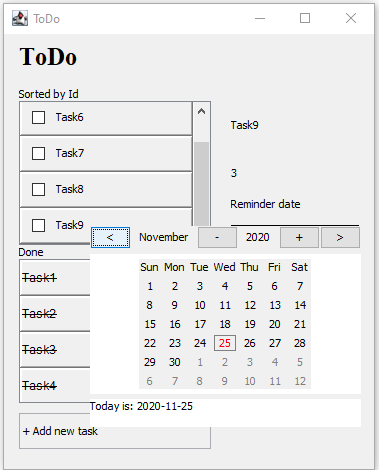 ToDo
ToDo
Sorted by Id
Task6
Task7
Task8
Task9
Task9
3
Reminder date
< November - 2020 + >
Sun Mon Tue Wed Thu Fri Sat
1 2 3 4 5 6 7
8 9 10 11 12 13 14
15 16 17 18 19 20 21
22 23 24 25 26 27 28
29 30 1 2 3 4 5
6 7 8 9 10 11 12
Today is: 2020-11-25
Done
Task1
Task2
Task3
Task4
+ Add new task